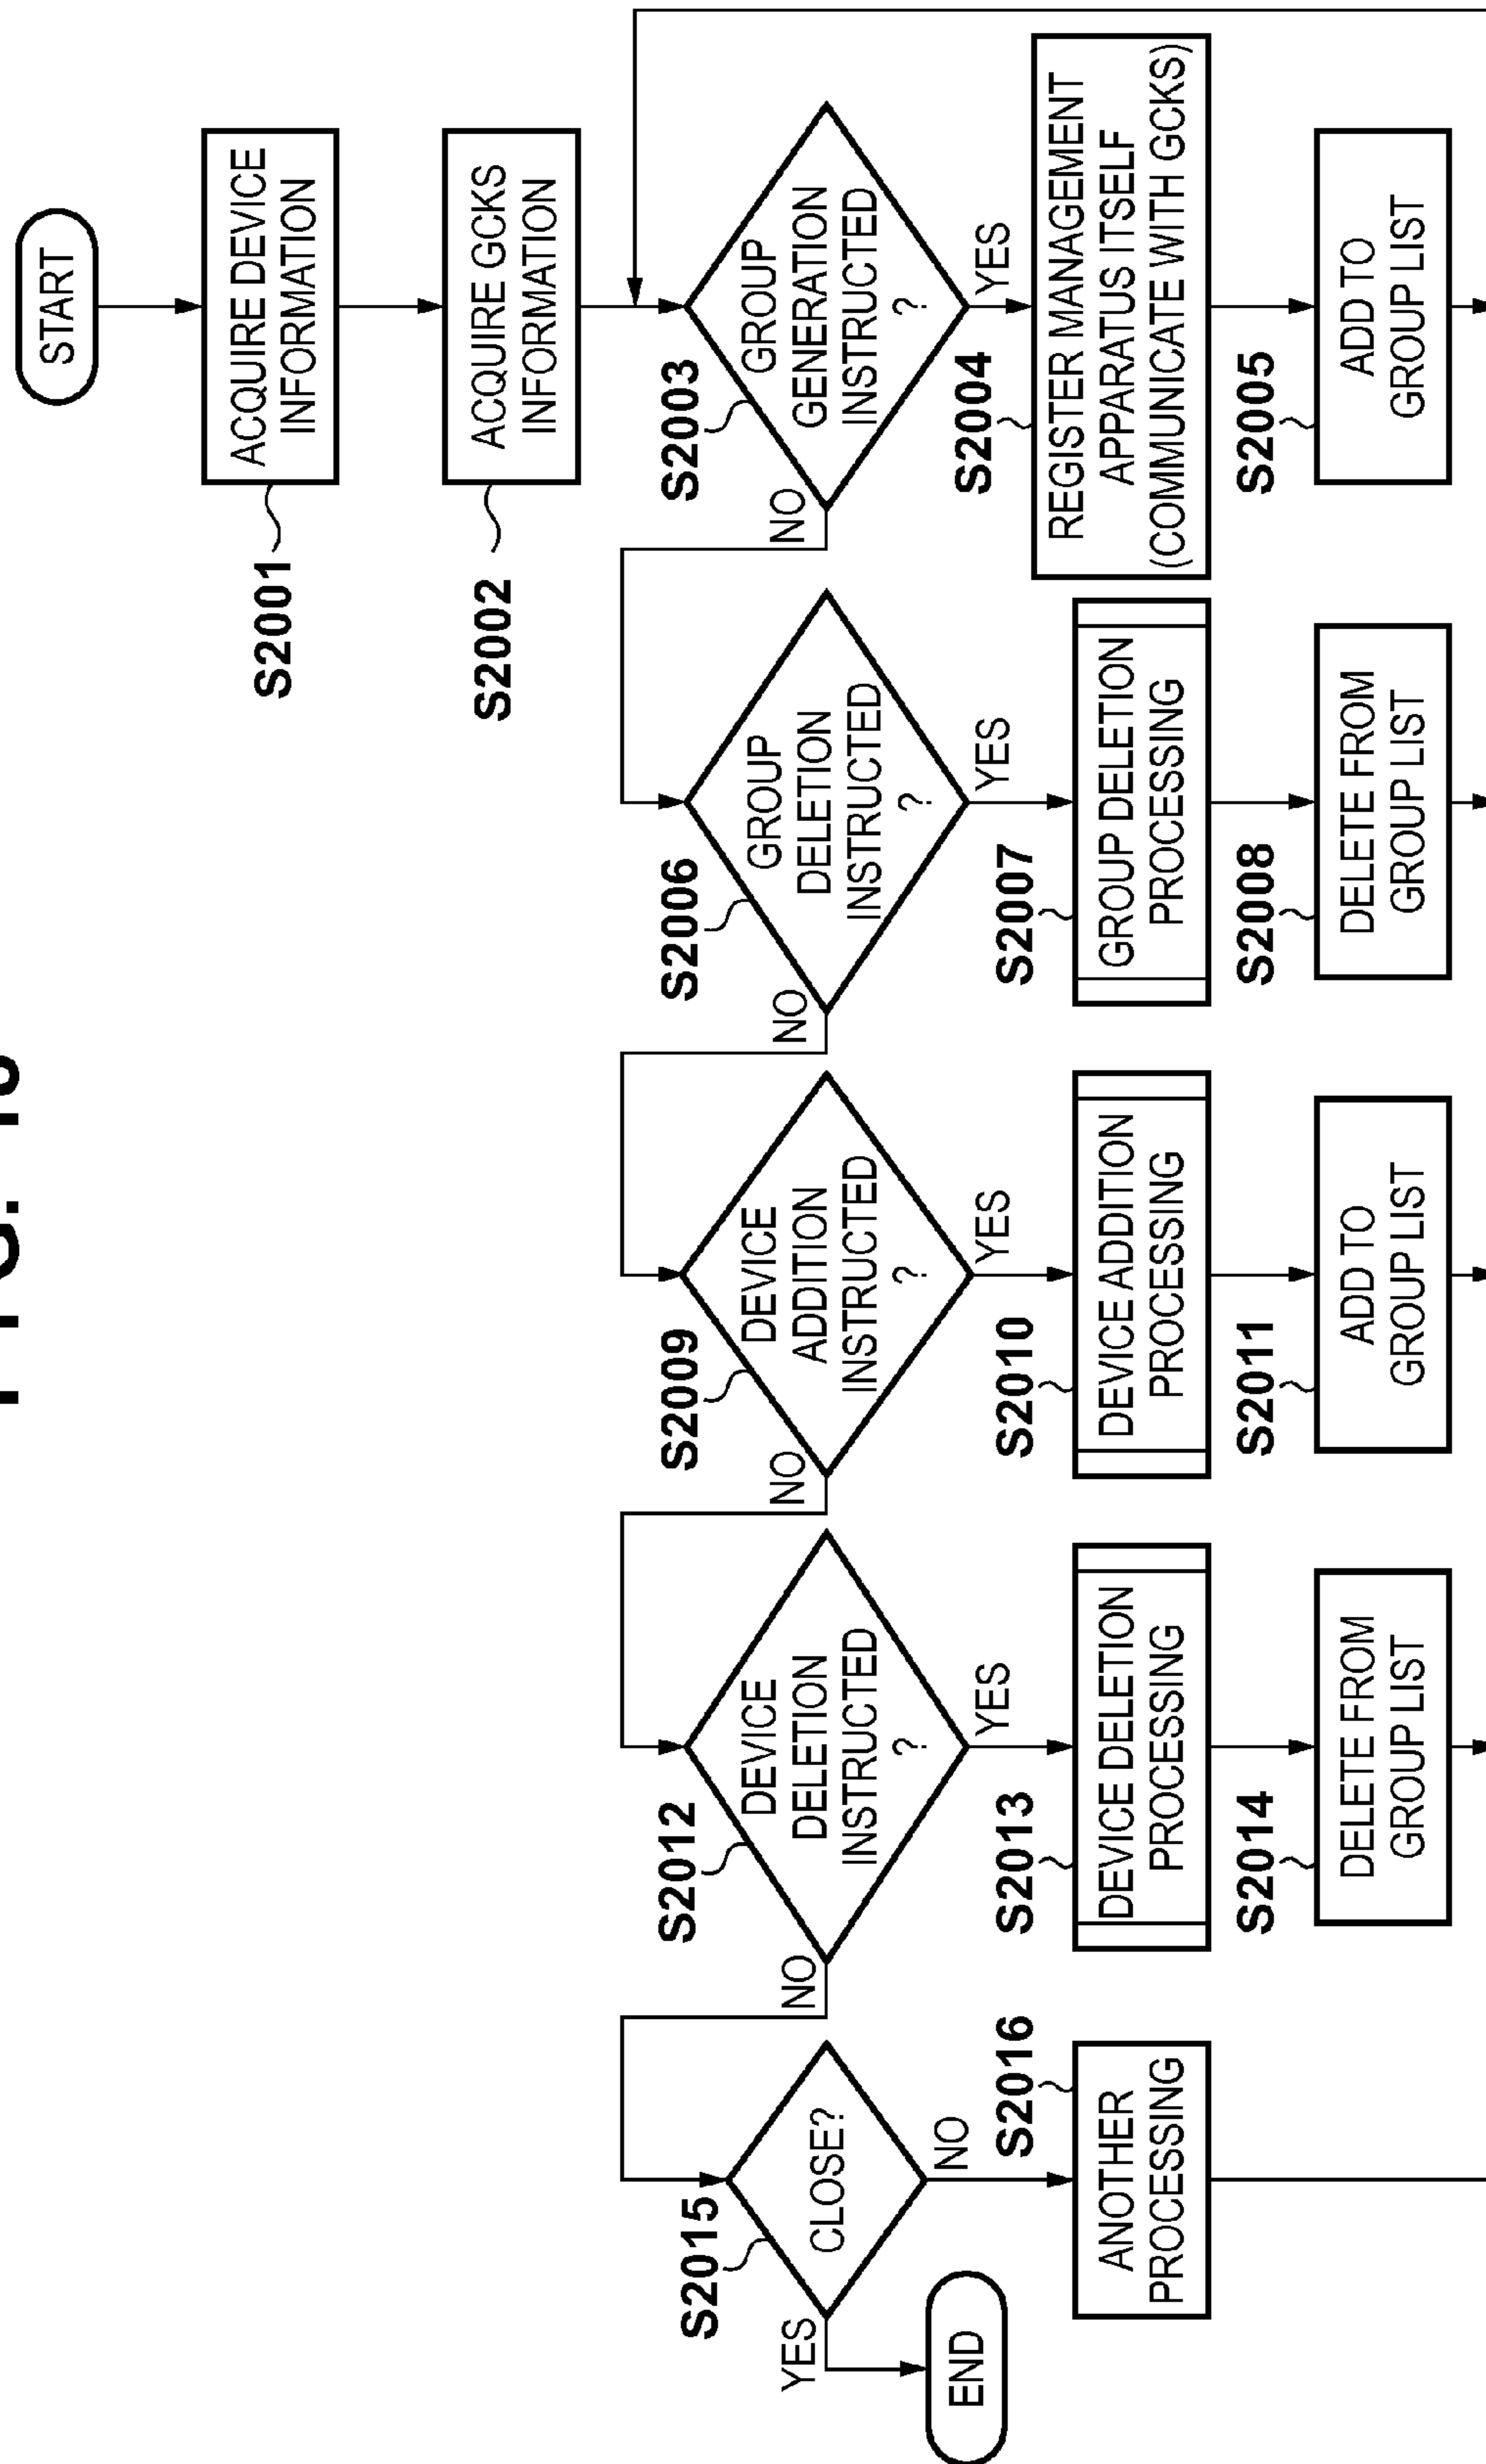 START
S2001
ACQUIRE DEVICE
INFORMATION
S2002
ACQUIRE GCKS
INFORMATION
S2003
GROUP
GENERATION
INSTRUCTED
?
NO
YES
S2004
REGISTER MANAGEMENT
APPARATUS ITSELF
(COMMUNICATE WITH GCKS)
S2005
ADD TO
GROUP LIST
S2006
GROUP
DELETION
INSTRUCTED
?
NO
YES
S2007
GROUP DELETION
PROCESSING
S2008
DELETE FROM
GROUP LIST
S2009
DEVICE
ADDITION
INSTRUCTED
?
NO
YES
S2010
DEVICE ADDITION
PROCESSING
S2011
ADD TO
GROUP LIST
S2012
DEVICE
DELETION
INSTRUCTED
?
NO
YES
S2013
DEVICE DELETION
PROCESSING
S2014
DELETE FROM
GROUP LIST
S2015
CLOSE?
YES
NO
END
S2016
ANOTHER
PROCESSING